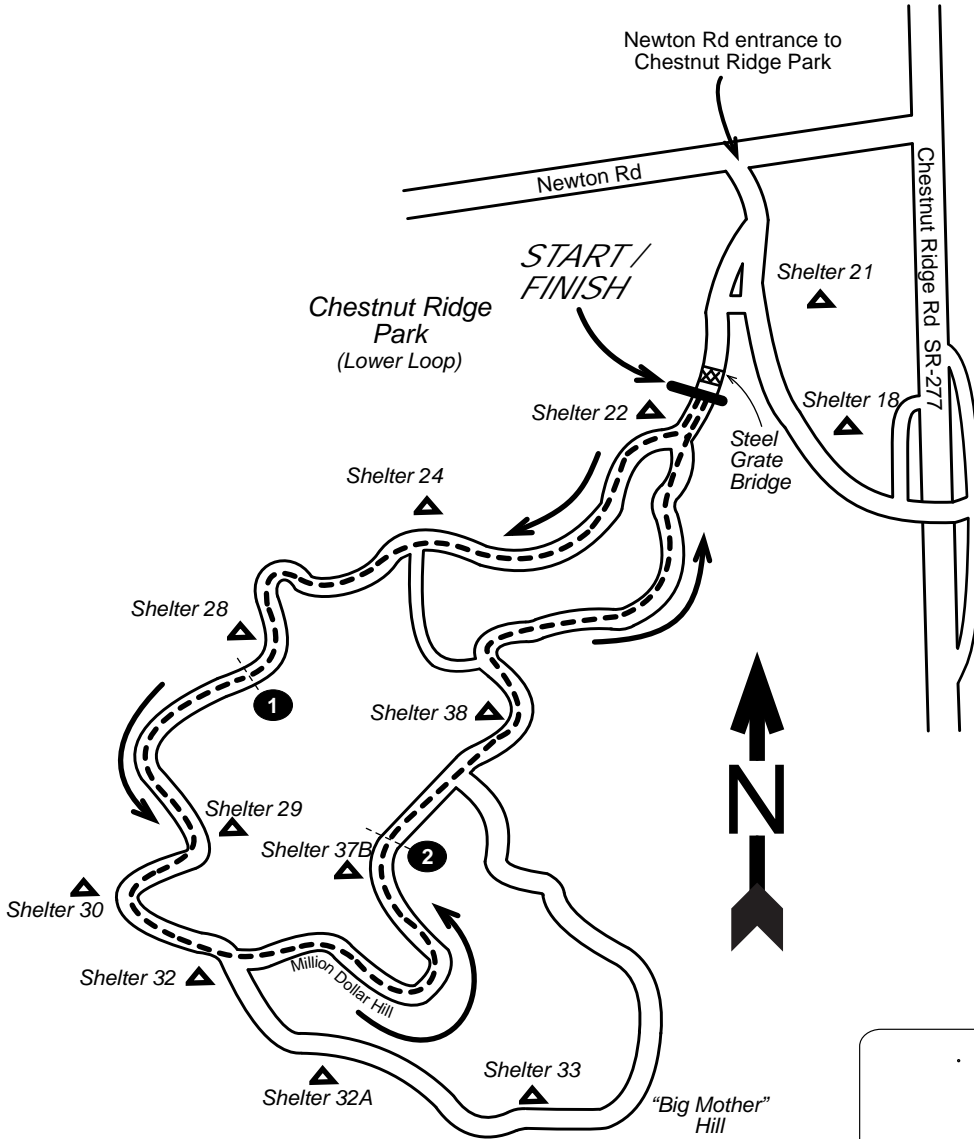 Newton Rd entrance to
Chestnut Ridge Park
Newton Rd
Chestnut Ridge Rd SR-277
START /
FINISH
Shelter 21
Chestnut Ridge
Park
(Lower Loop)
Shelter 22
Shelter 18
Steel
Grate
Bridge
Shelter 24
Shelter 28
1
Shelter 38
Shelter 29
Shelter 37B
2
Shelter 30
N
Shelter 32
Million Dollar Hill
Shelter 32A
Shelter 33
“Big Mother”
Hill